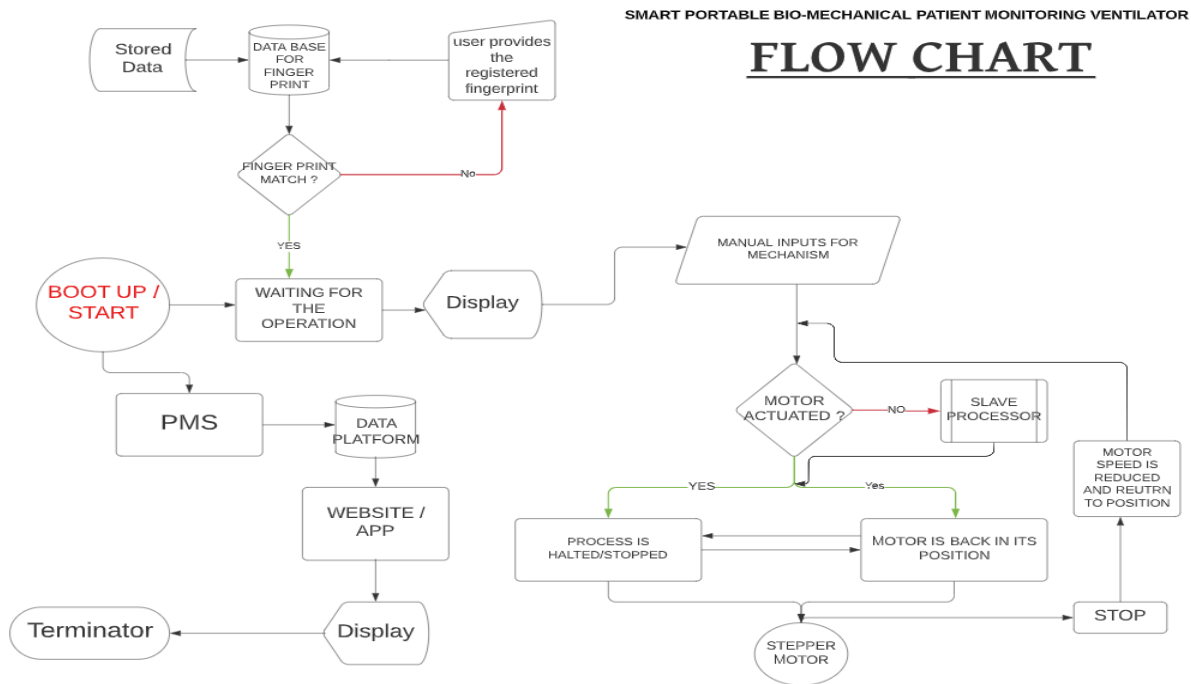 SMART PORTABLE BIO-MECHANICAL PATIENT MONITORING VENTILATOR
FLOW CHART
Stored
Data
DATA BASE
FOR
FINGER
PRINT
user provides
the
registered
fingerprint
FINGER PRINT
MATCH ?
No
YES
BOOT UP /
START
WAITING FOR
THE
OPERATION
Display
MANUAL INPUTS FOR
MECHANISM
PMS
DATA
PLATFORM
WEBSITE /
APP
Display
Terminator
MOTOR
ACTUATED ?
NO
SLAVE
PROCESSOR
YES
Yes
MOTOR
SPEED IS
REDUCED
AND REUTRN
TO POSITION
PROCESS IS
HALTED/STOPPED
MOTOR IS BACK IN ITS
POSITION
STOP
STEPPER
MOTOR